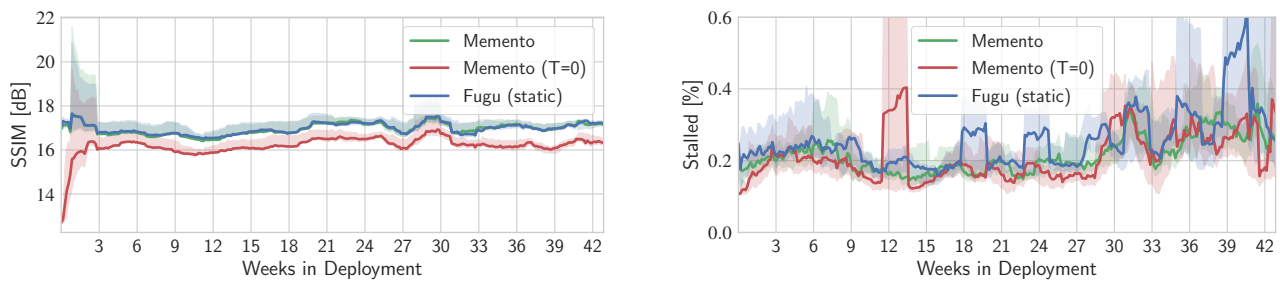 SSIM [dB]
22
20
18
16
14
Memento
Memento (T=0)
Fugu (static)
3 6 9 12 15 18 21 24 27 30 33 36 39 42
Weeks in Deployment
Stalled [%]
0.6
0.4
0.2
0.0
Memento
Memento (T=0)
Fugu (static)
3 6 9 12 15 18 21 24 27 30 33 36 39 42
Weeks in Deployment